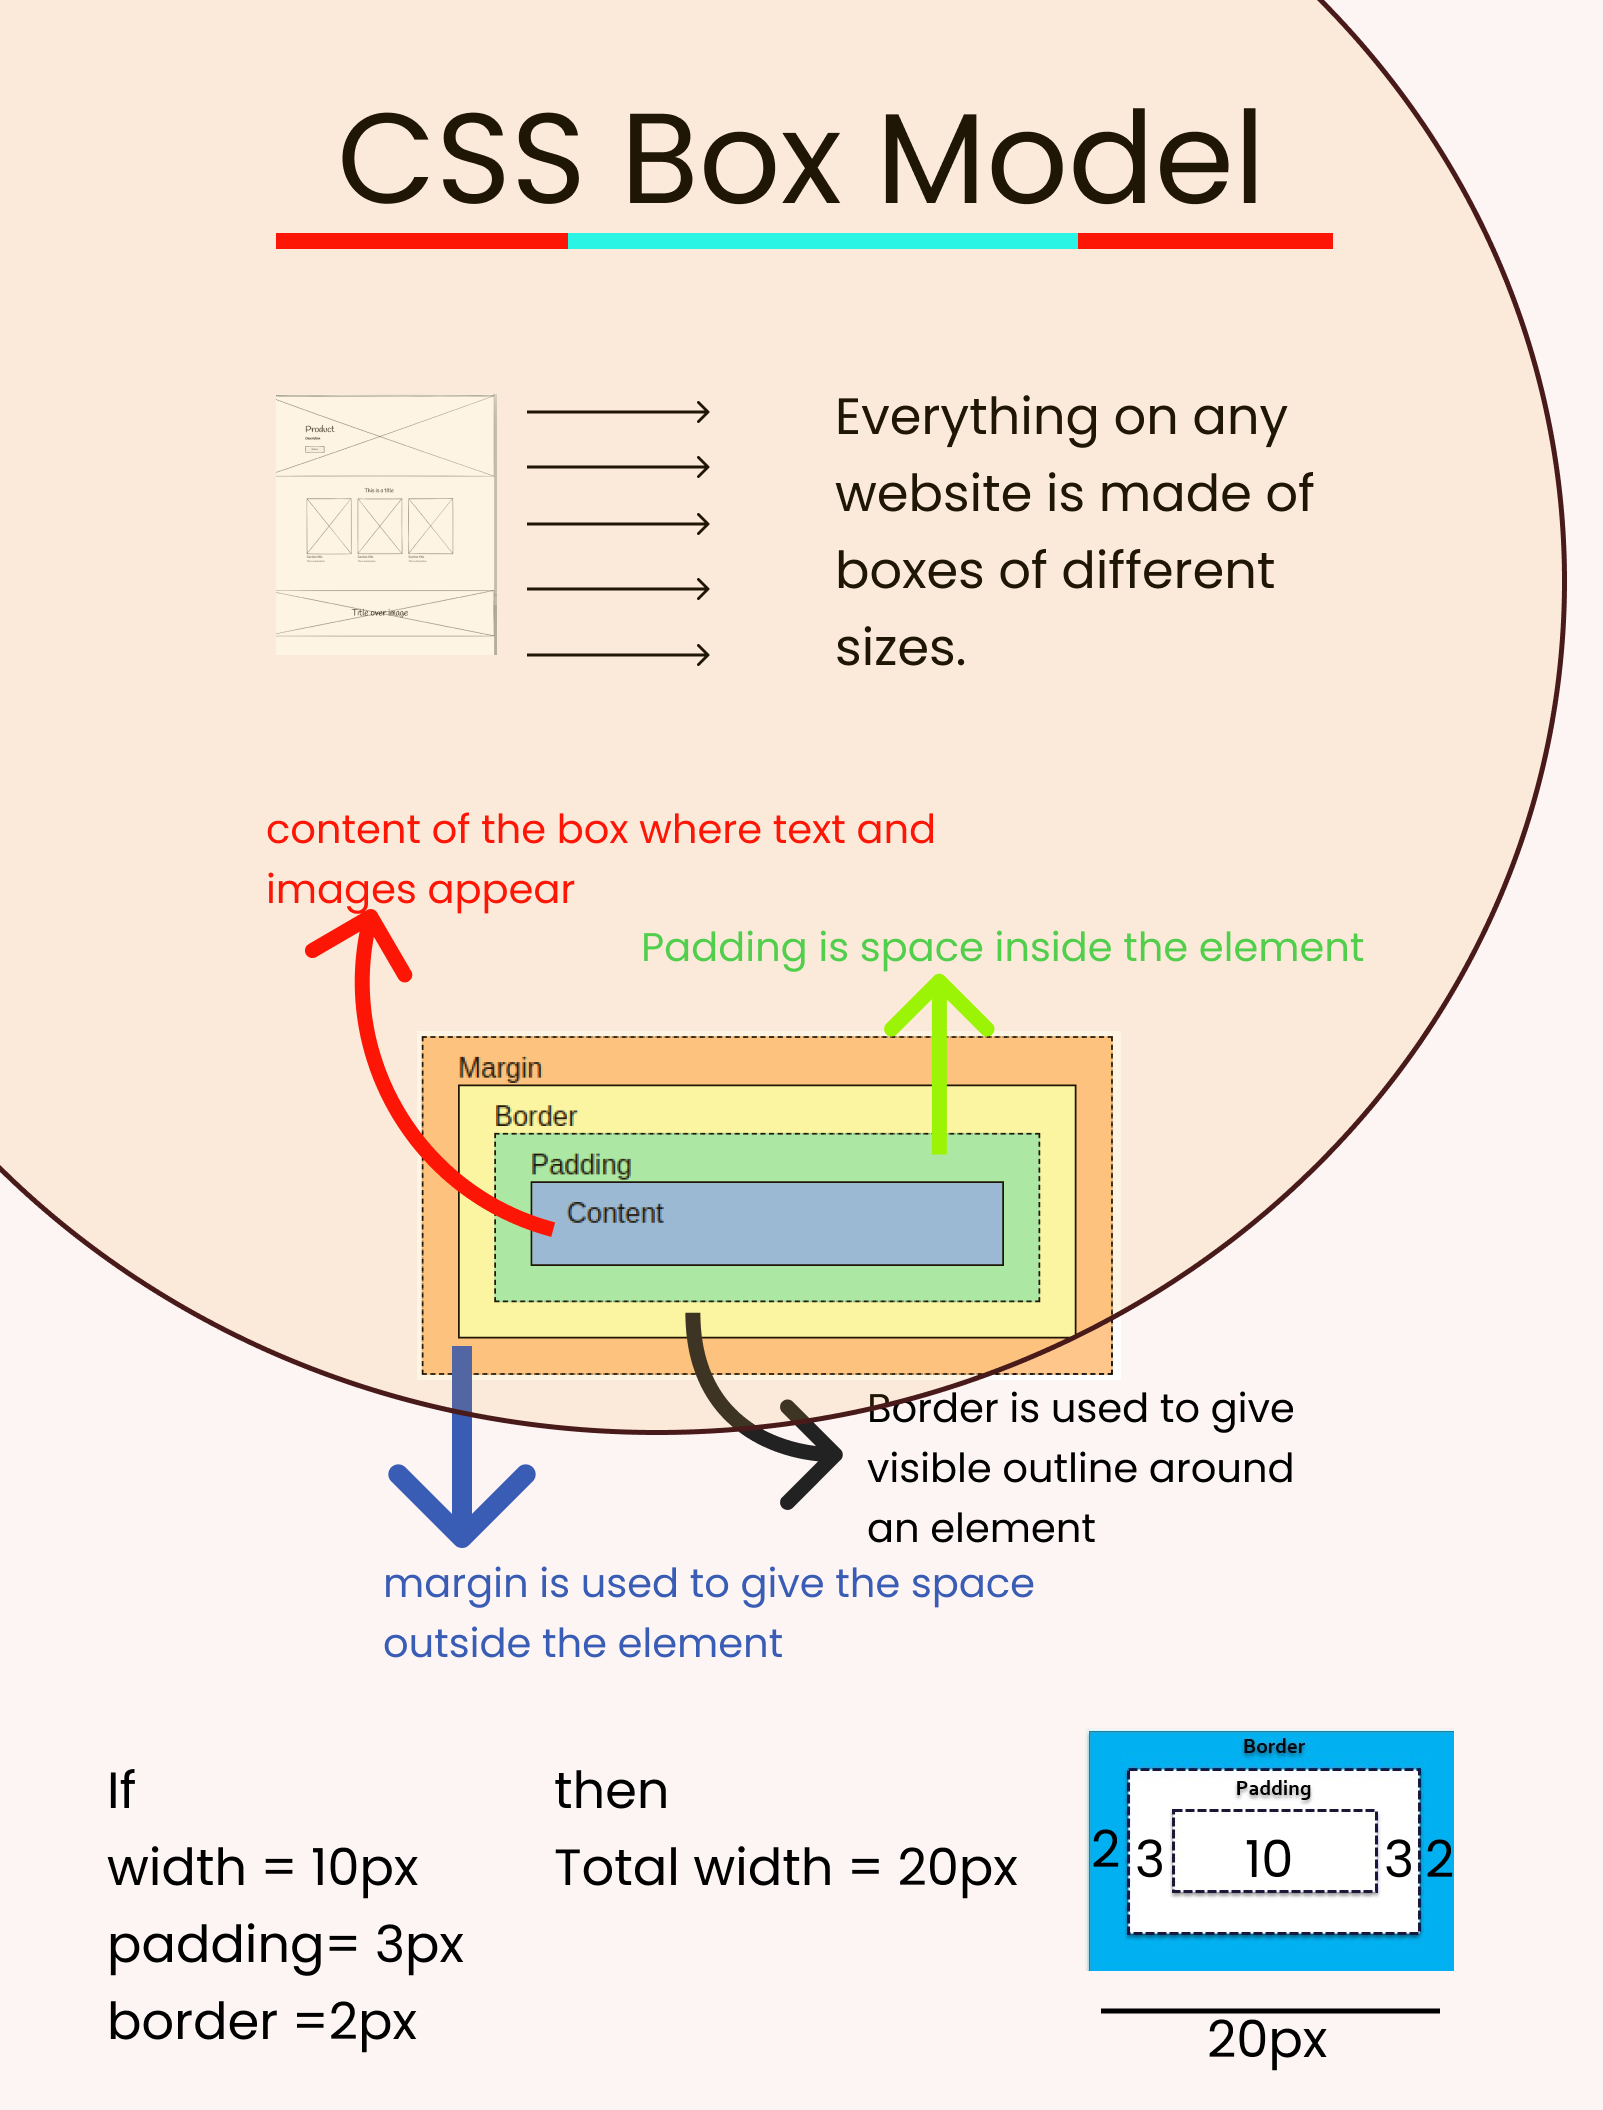 CSS Box Model
Product
This is a title
Title over image
Everything on any
website is made of
boxes of different
sizes.
content of the box where text and
images appear
Padding is space inside the element
Margin
Border
Padding
Content
Border is used to give
visible outline around
an element
margin is used to give the space
outside the element
If
width = 10px
padding= 3px
border =2px
then
Total width = 20px
Border
Padding
2 3 10 3 2
20px